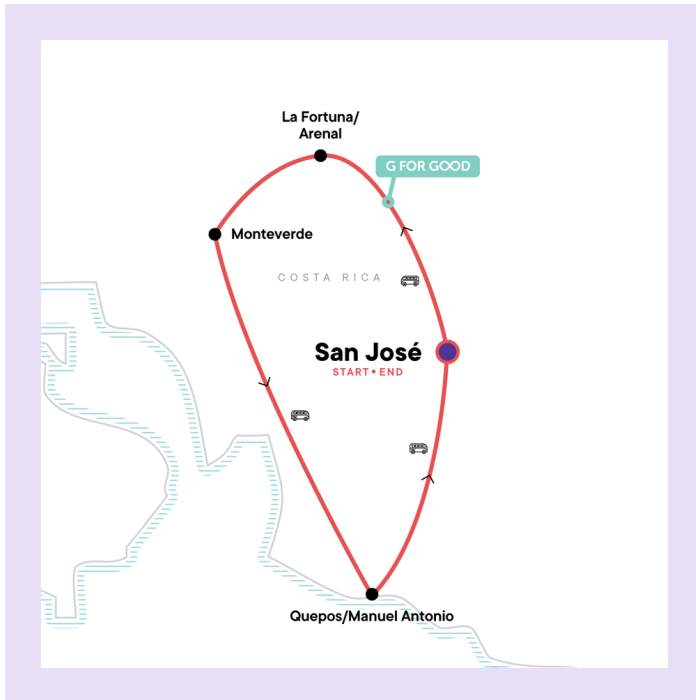 La Fortuna/
Arenal
G FOR GOOD
Monteverde
COSTA RICA
San José
START•END
Quepos/Manuel Antonio